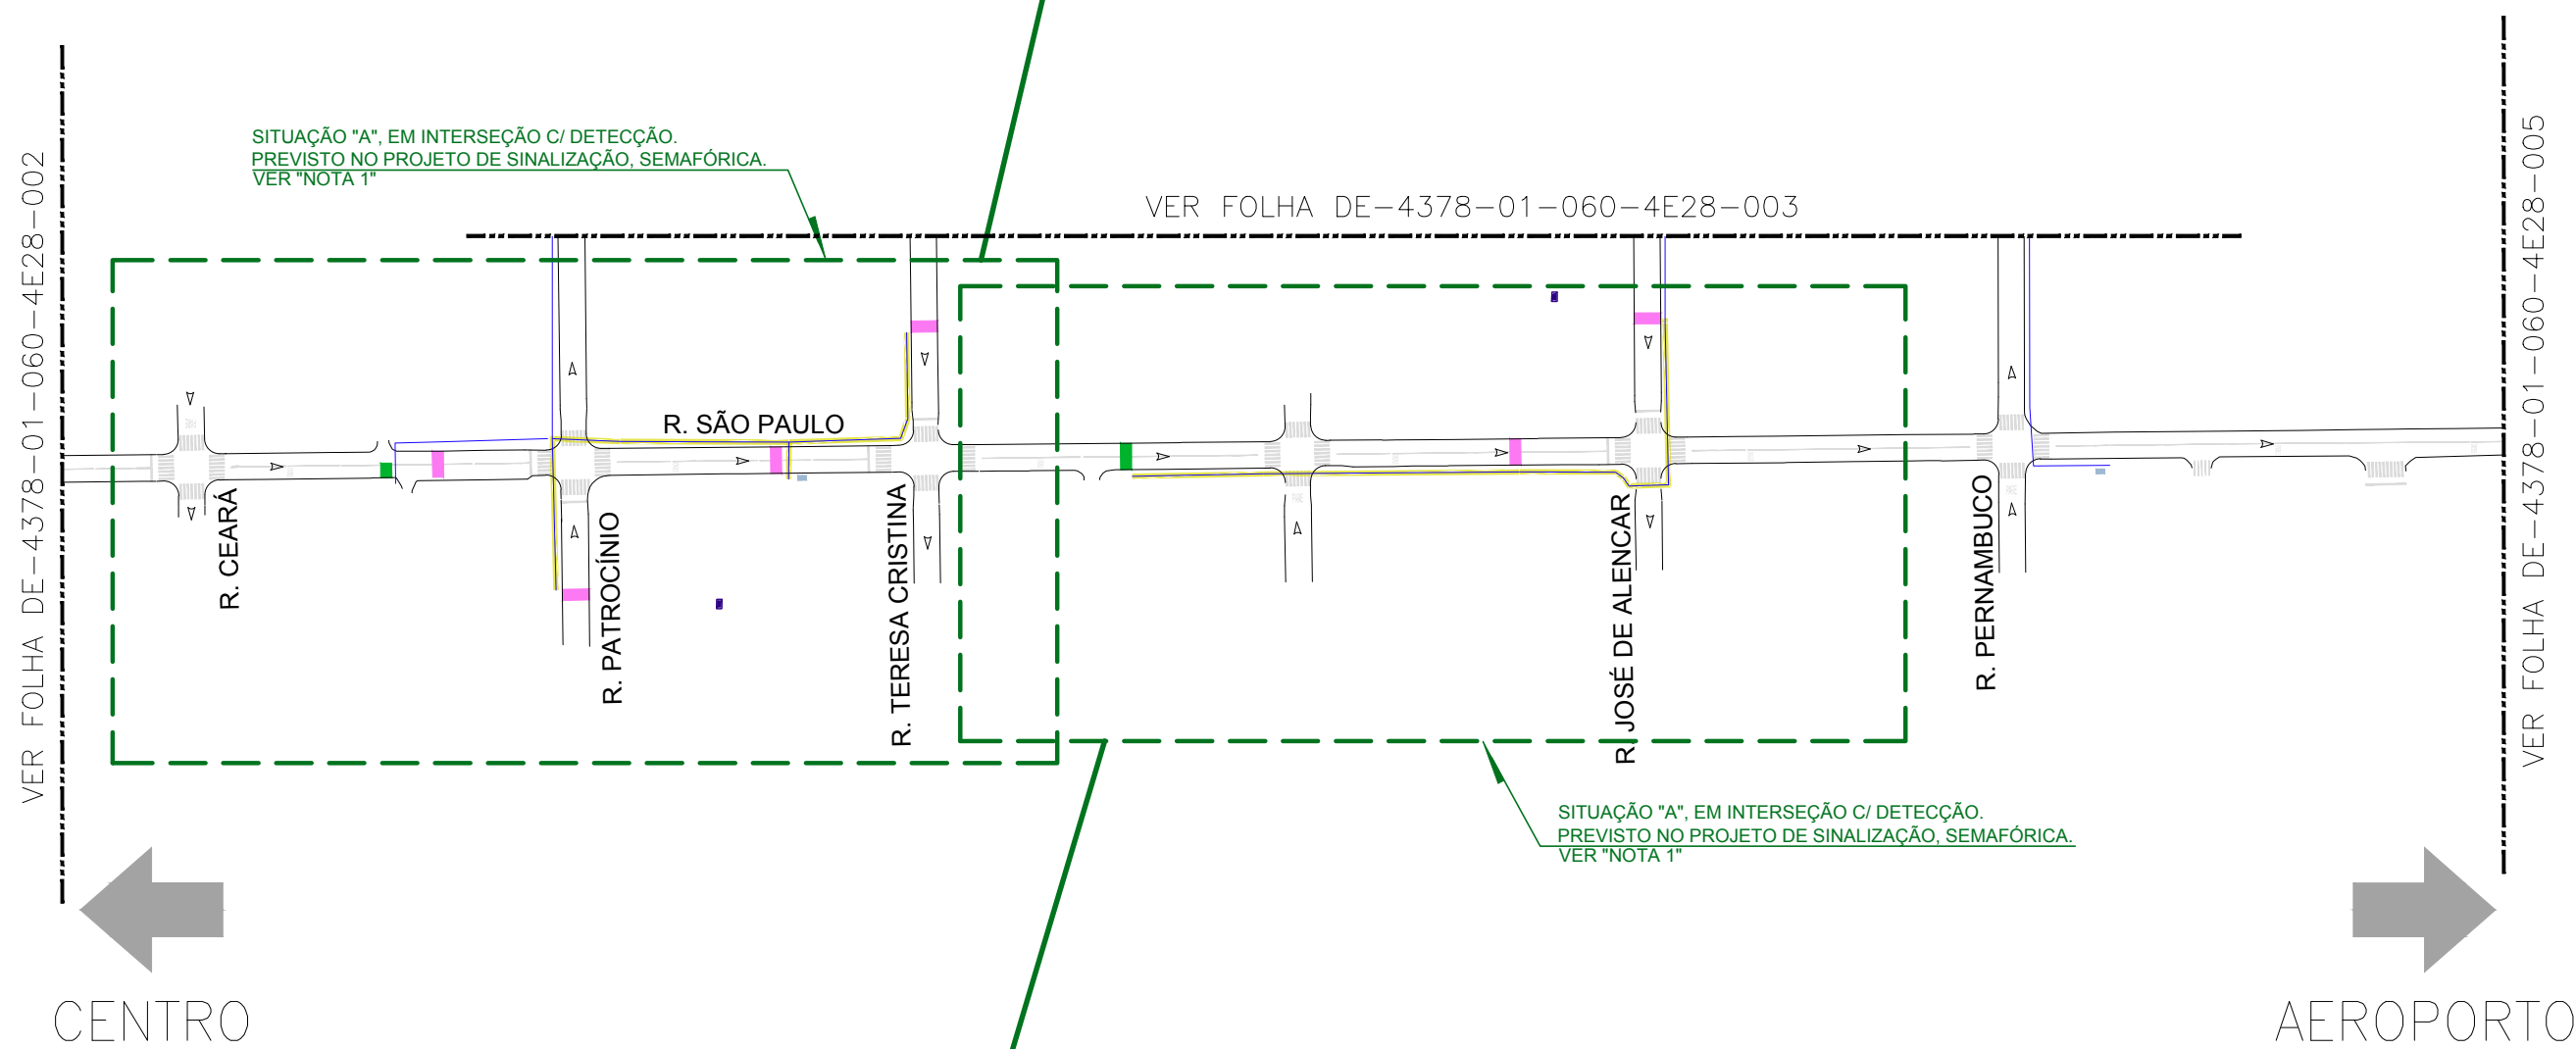 SITUAÇÃO "A", EM INTERSEÇÃO C/ DETECÇÃO.
PREVISTO NO PROJETO DE SINALIZAÇÃO, SEMAFÓRICA.
VER "NOTA 1"
VER FOLHA DE-4378-01-060-4E28-002
VER FOLHA DE-4378-01-060-4E28-003
VER FOLHA DE-4378-01-060-4E28-005
R. SÃO PAULO
R. CEARÁ
R. PATROCÍNIO
R. TERESA CRISTINA
R. JOSÉ DE ALENCAR
R. PERNAMBUCO
SITUAÇÃO "A", EM INTERSEÇÃO C/ DETECÇÃO.
PREVISTO NO PROJETO DE SINALIZAÇÃO, SEMAFÓRICA.
VER "NOTA 1"
CENTRO
AEROPORTO